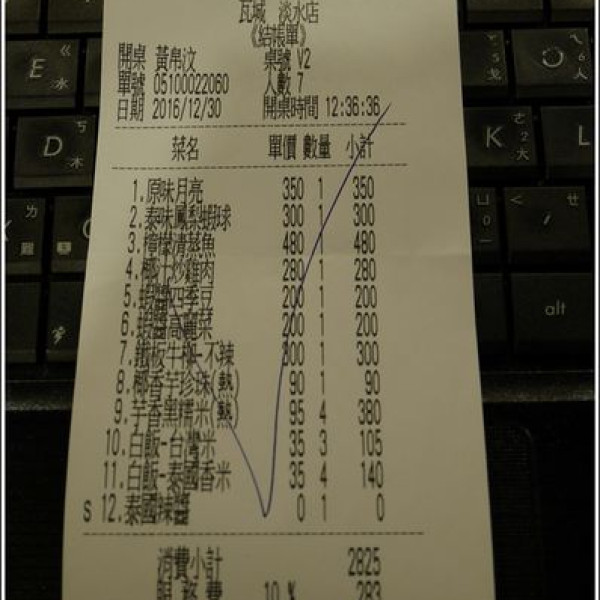 瓦城 淡水店
《結帳單》
開桌 黃帛汶 桌號 V2
單號 05100022060 人數 7
日期 2016/12/30 開桌時間 12:36:36
菜名 單價 數量 小計
1.原味月亮 350 1 350
2.泰味鳳梨蝦球 300 1 300
3.檸檬清蒸魚 480 1 480
4.椰汁炒雞肉 280 1 280
5.蝦醬四季豆 200 1 200
6.蝦醬高麗菜 200 1 200
7.鐵板牛柳-不辣 300 1 300
8.椰香芋珍珠(熱) 90 1 90
9.芋香黑糯米(熱) 95 4 380
10.白飯-台灣米 35 3 105
11.白飯-泰國香米 35 4 140
s 12.泰國辣醬 0 1 0
消費小計 2825
服務費 10 % 283
E ㄍ 水
D ㄎ 木
K ㄜ 2 大
L
alt